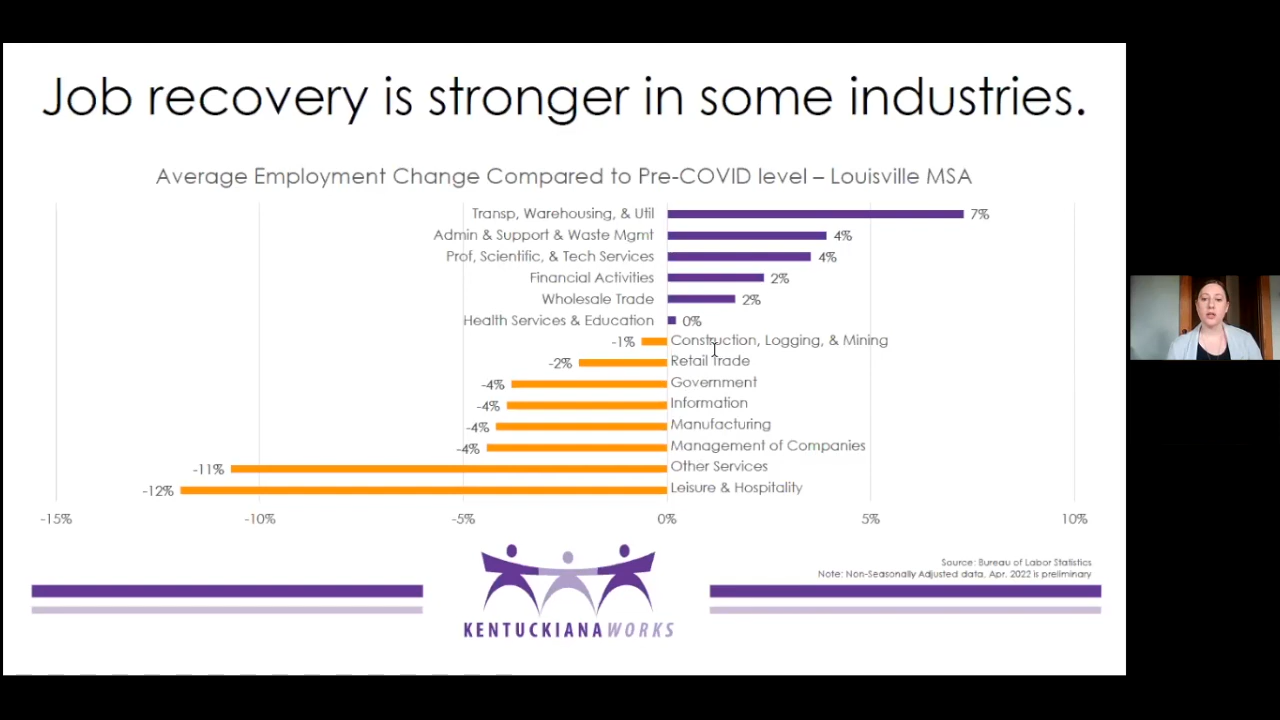 Job recovery is stronger in some industries.
Average Employment Change Compared to Pre-COVID level – Louisville MSA
Transp, Warehousing, & Util 7%
Admin & Support & Waste Mgmt 4%
Prof, Scientific, & Tech Services 4%
Financial Activities 2%
Wholesale Trade 2%
Health Services & Education 0%
-1% Construction, Logging, & Mining
-2% Retail Trade
-4% Government
-4% Information
-4% Manufacturing
-4% Management of Companies
-11% Other Services
-12% Leisure & Hospitality
-15% -10% -5% 0% 5% 10%
Source: Bureau of Labor Statistics
Note: Non-Seasonally Adjusted data, Apr. 2022 is preliminary
KENTUCKIANAWORKS